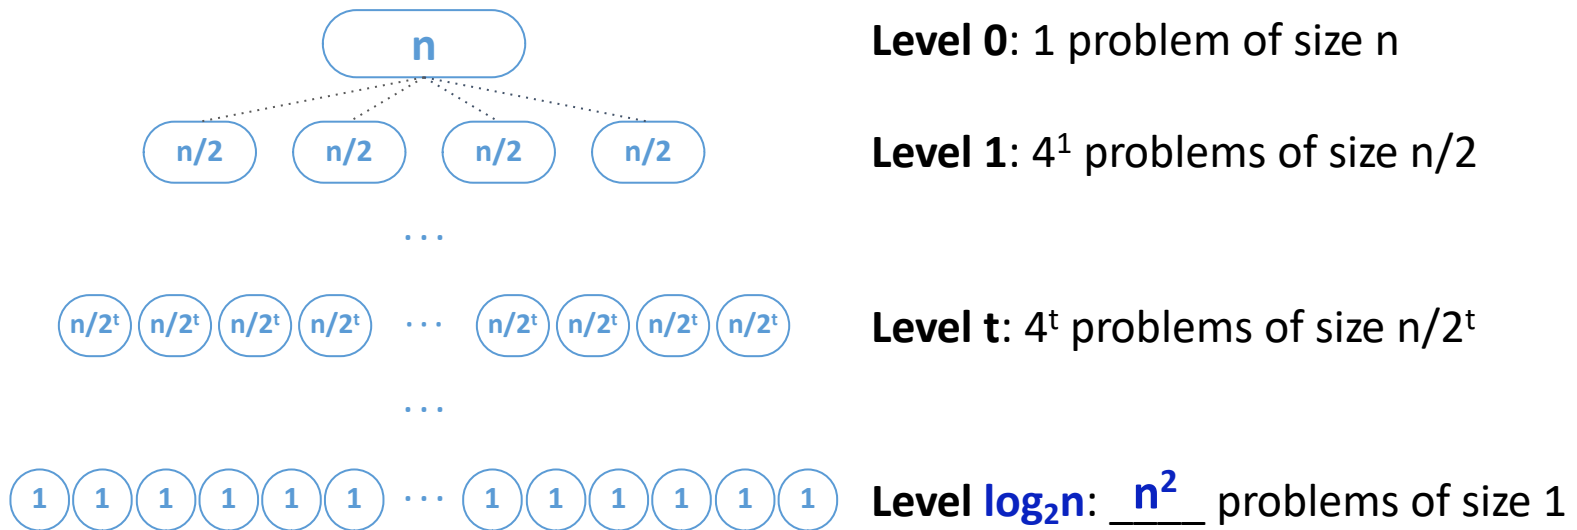 n Level 0: 1 problem of size n
n/2 n/2 n/2 n/2 Level 1: 4¹ problems of size n/2
...
n/2ᵗ n/2ᵗ n/2ᵗ n/2ᵗ ... n/2ᵗ n/2ᵗ n/2ᵗ n/2ᵗ Level t: 4ᵗ problems of size n/2ᵗ
...
1 1 1 1 1 1 ... 1 1 1 1 1 1 Level log₂n: n² problems of size 1